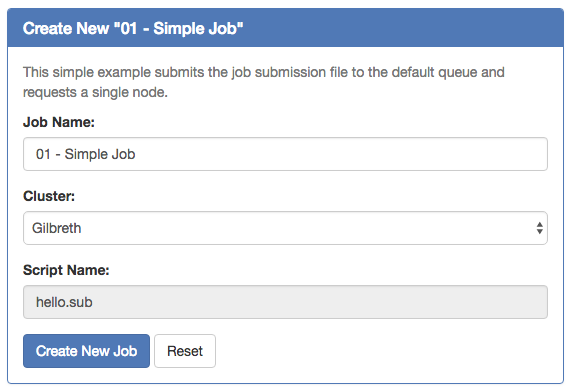 Create New "01 - Simple Job"
This simple example submits the job submission file to the default queue and
requests a single node.
Job Name:
01 - Simple Job
Cluster:
Gilbreth
Script Name:
hello.sub
Create New Job Reset